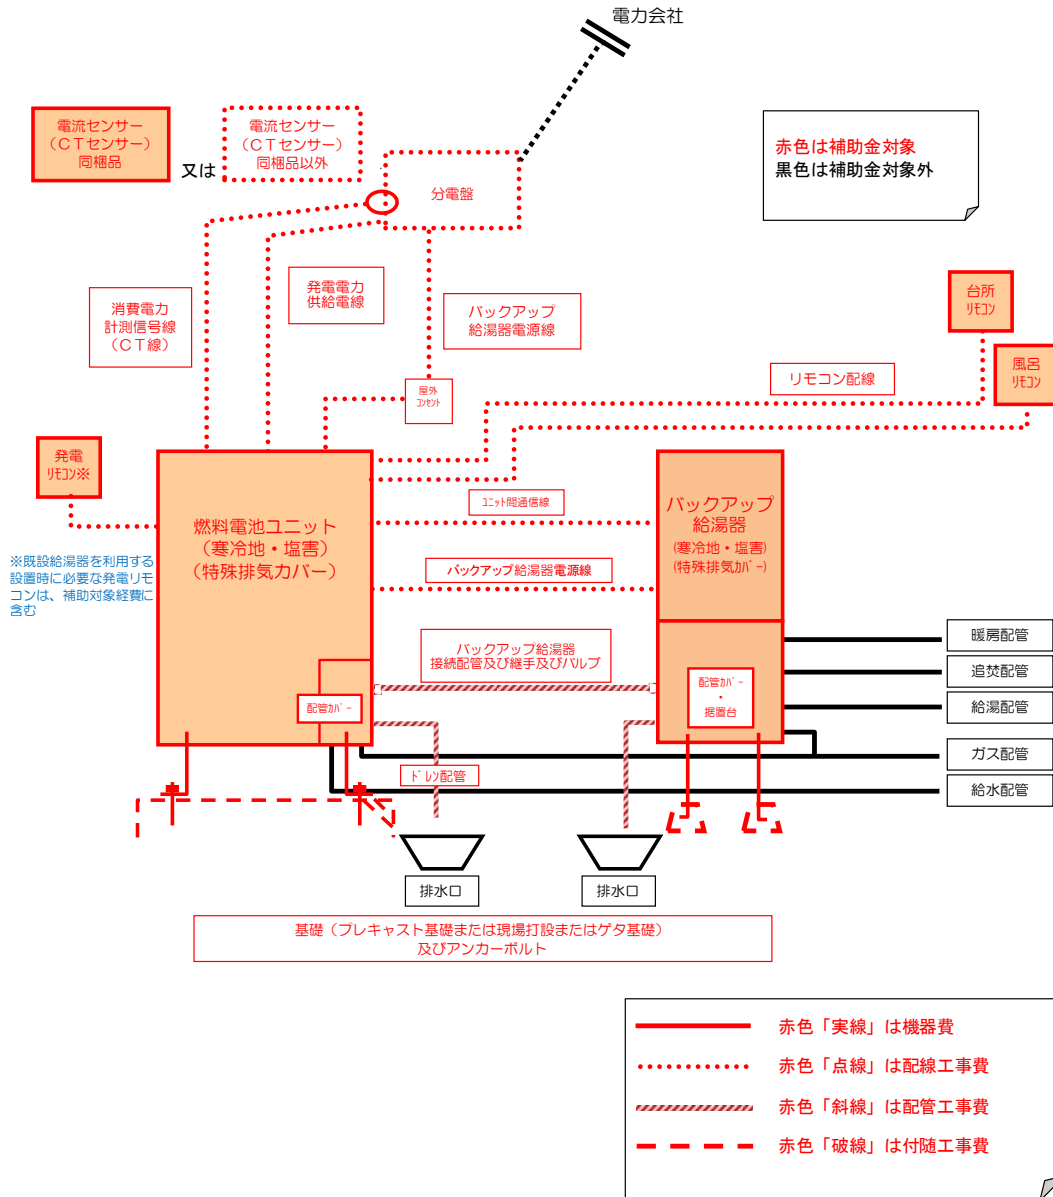 電力会社
電流センサー
（CTセンサー）
同梱品
又は
電流センサー
（CTセンサー）
同梱品以外
分電盤
赤色は補助金対象
黒色は補助金対象外
消費電力
計測信号線
（CT線）
発電電力
供給電線
バックアップ
給湯器電源線
台所
リモコン
風呂
リモコン
リモコン配線
屋外
コンセント
発電
リモコン※
※既設給湯器を利用する
設置時に必要な発電リモ
コンは、補助対象経費に
含む
燃料電池ユニット
（寒冷地・塩害）
（特殊排気カバー）
ユニット間通信線
バックアップ給湯器電源線
バックアップ
給湯器
(寒冷地・塩害)
(特殊排気カバー)
バックアップ給湯器
接続配管及び継手及びバルブ
配管カバー
配管カバー
・
据置台
ドレン配管
暖房配管
追焚配管
給湯配管
ガス配管
給水配管
排水口
排水口
基礎（プレキャスト基礎または現場打設またはゲタ基礎）
及びアンカーボルト
赤色「実線」は機器費
赤色「点線」は配線工事費
赤色「斜線」は配管工事費
赤色「破線」は付随工事費